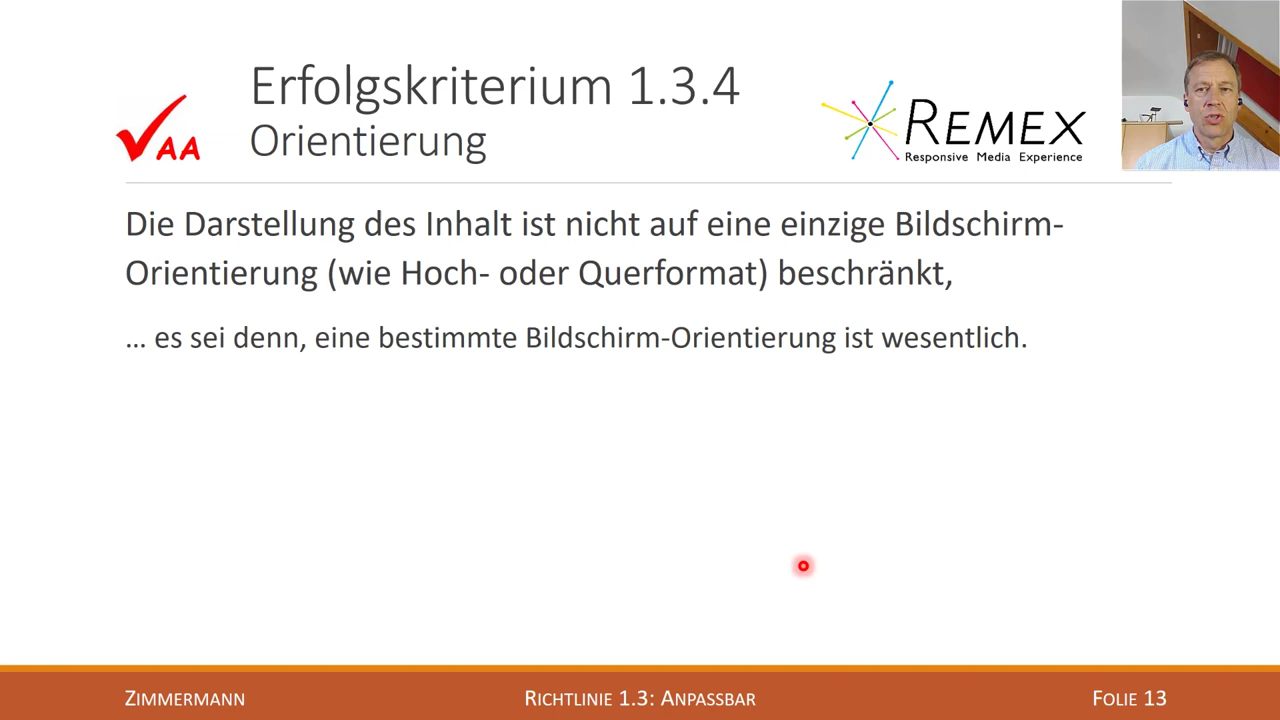 Erfolgskriterium 1.3.4
AA
Orientierung
REMEX
Responsive Media Experience
Die Darstellung des Inhalt ist nicht auf eine einzige Bildschirm-
Orientierung (wie Hoch- oder Querformat) beschränkt,
... es sei denn, eine bestimmte Bildschirm-Orientierung ist wesentlich.
ZIMMERMANN
RICHTLINIE 1.3: ANPASSBAR
FOLIE 13